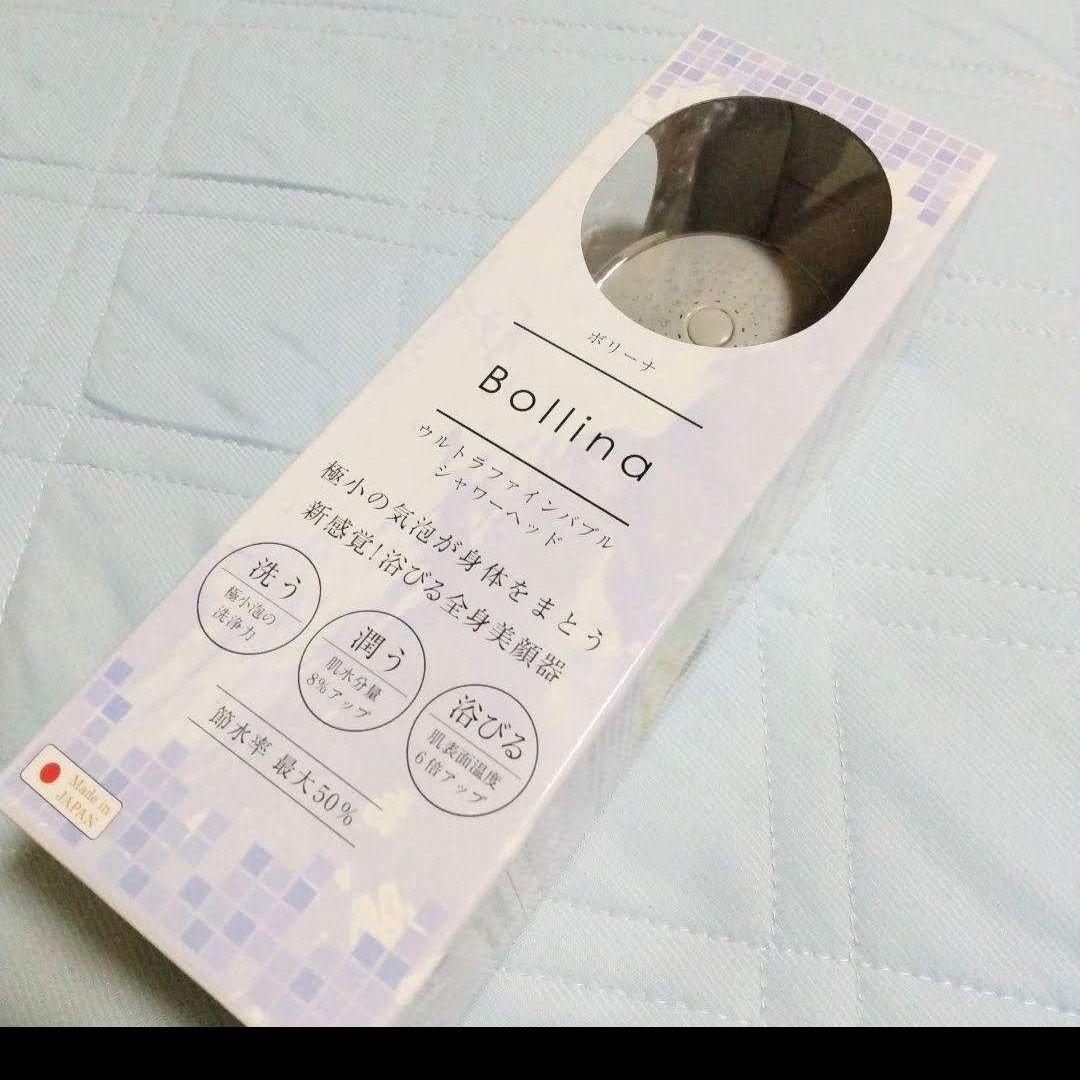 ボリーナ
Bollina
ウルトラファインバブル
シャワーヘッド
極小の気泡が身体をまとう
新感覚!浴びる全身美顔器
洗う
極小泡の
洗浄力
潤う
肌水分量
8%アップ
浴びる
肌表面温度
6倍アップ
節水率 最大50%
Made in
JAPAN